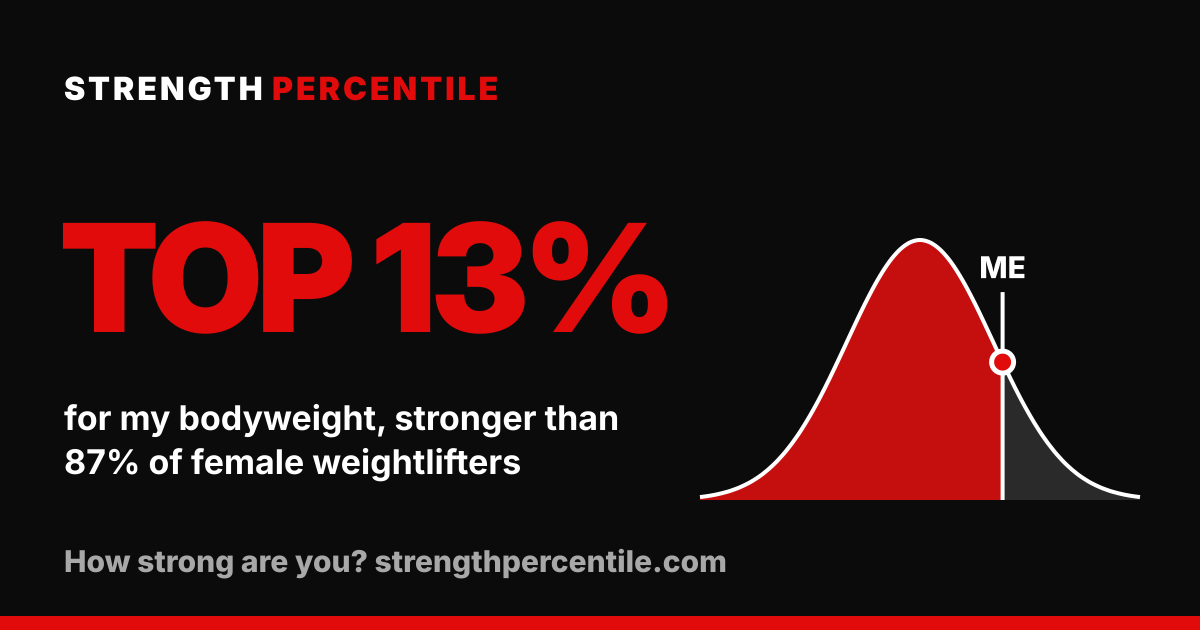 STRENGTH PERCENTILE
TOP 13%
ME
for my bodyweight, stronger than
87% of female weightlifters
How strong are you? strengthpercentile.com